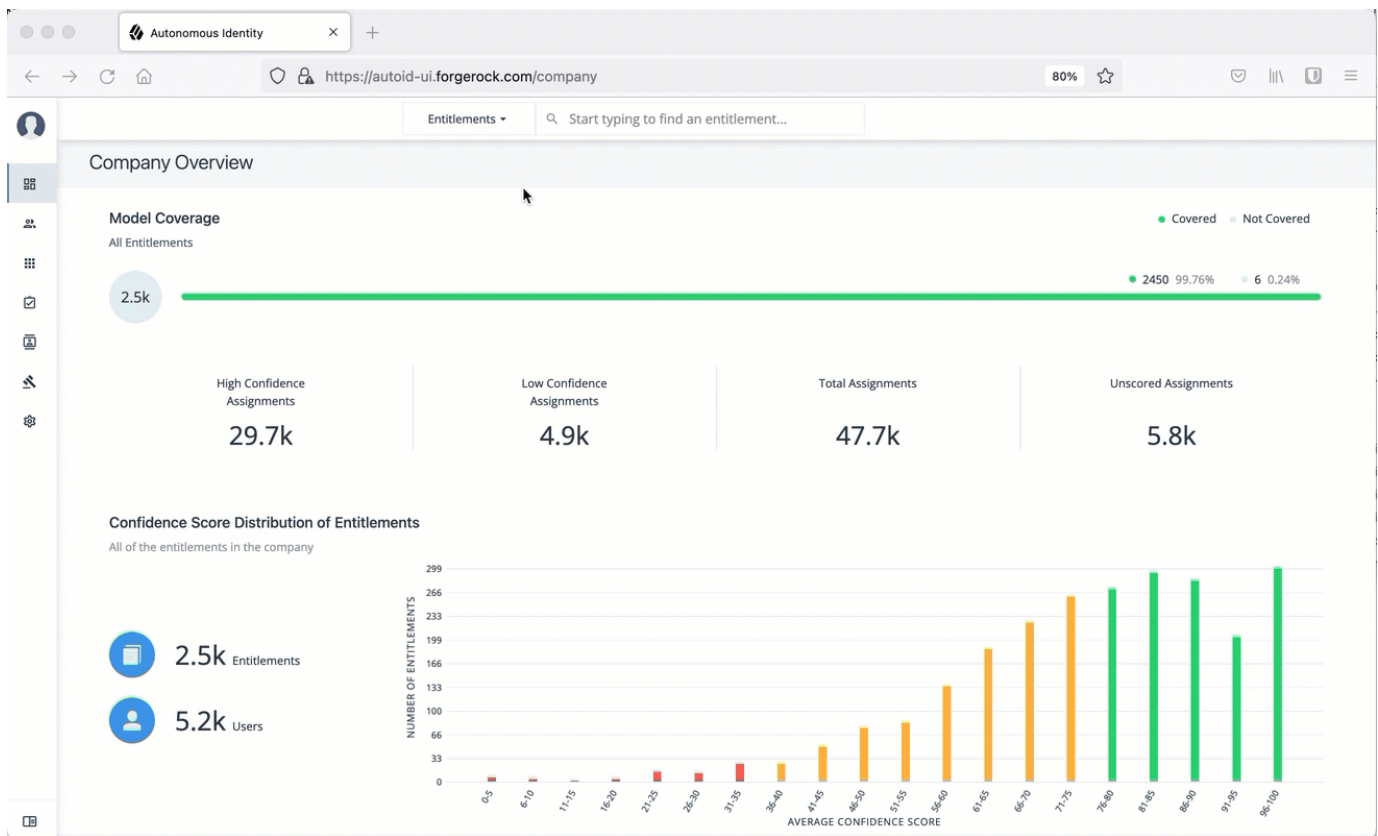 Autonomous Identity
https://autoid-ui.forgerock.com/company
80%
Entitlements
Start typing to find an entitlement...
Company Overview
Model Coverage
Covered
Not Covered
All Entitlements
2.5k
2450 99.76%
6 0.24%
High Confidence
Assignments
29.7k
Low Confidence
Assignments
4.9k
Total Assignments
47.7k
Unscored Assignments
5.8k
Confidence Score Distribution of Entitlements
All of the entitlements in the company
2.5k Entitlements
5.2k Users
NUMBER OF ENTITLEMENTS
299
266
233
199
166
133
100
66
33
0
0-5
6-10
11-15
16-20
21-25
26-30
31-35
36-40
41-45
46-50
51-55
56-60
61-65
66-70
71-75
76-80
81-85
86-90
91-95
96-100
AVERAGE CONFIDENCE SCORE